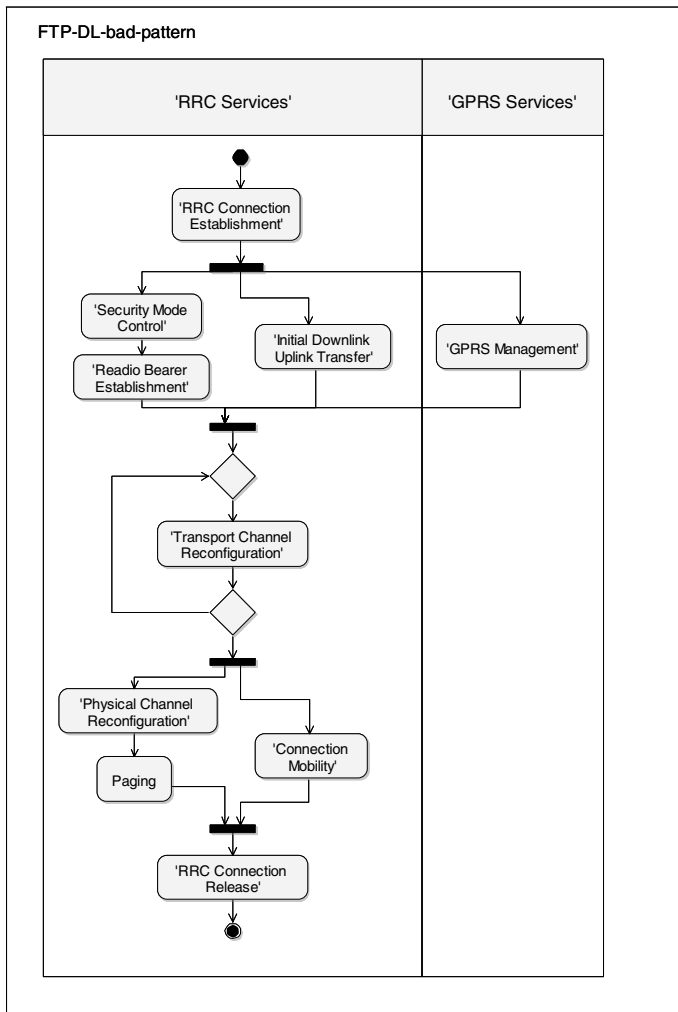 FTP-DL-bad-pattern
'RRC Services'
'GPRS Services'
'RRC Connection
Establishment'
'Security Mode
Control'
'Initial Downlink
Uplink Transfer'
'GPRS Management'
'Readio Bearer
Establishment'
'Transport Channel
Reconfiguration'
'Physical Channel
Reconfiguration'
'Connection
Mobility'
Paging
'RRC Connection
Release'